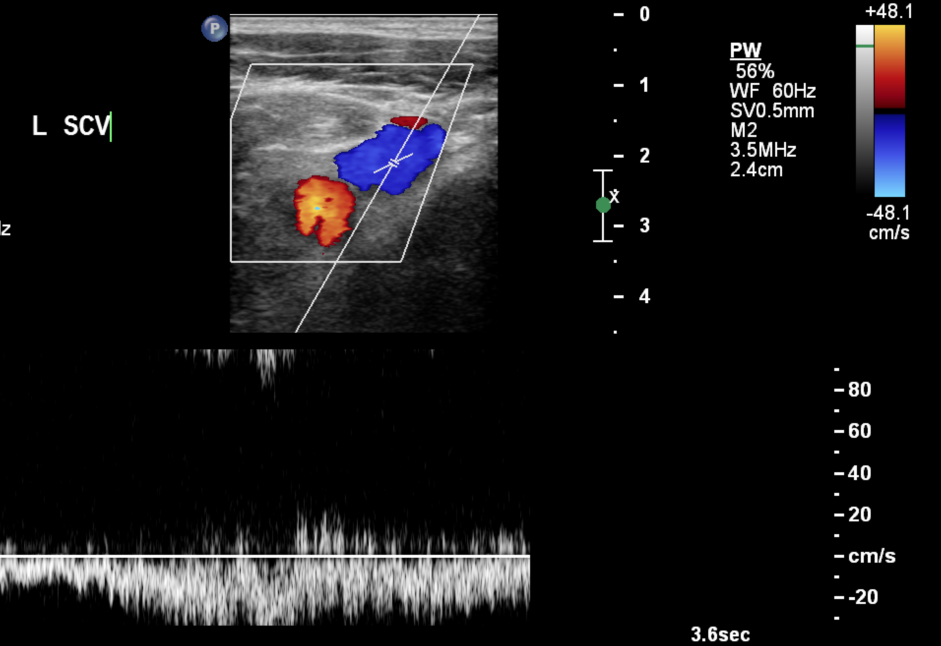 P
0
+48.1
1
PW
56%
WF 60Hz
SV0.5mm
M2
3.5MHz
2.4cm
L SCV
2
x
3
-48.1
cm/s
z
4
80
60
40
20
cm/s
-20
3.6sec